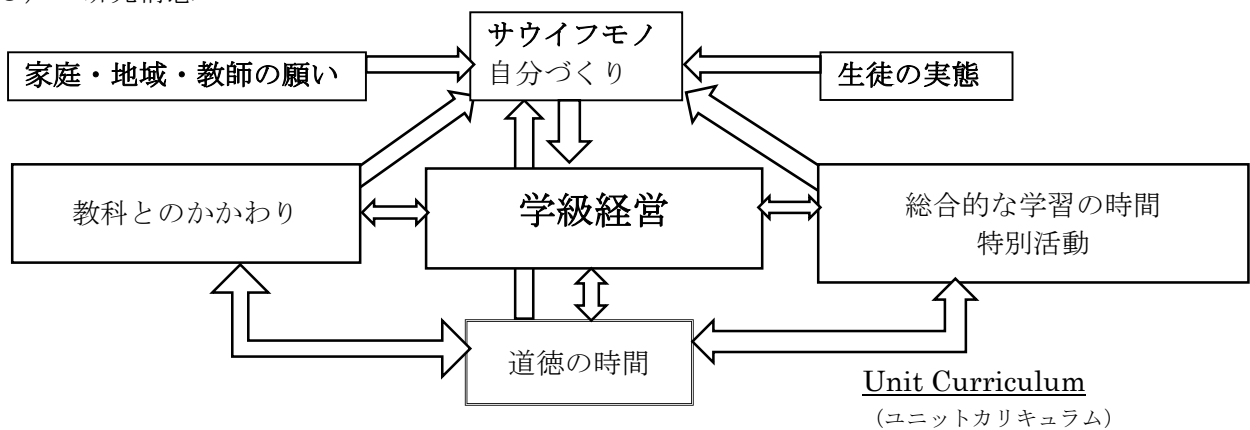 サウイフモノ
自分づくり
家庭・地域・教師の願い
生徒の実態
教科とのかかわり
学級経営
総合的な学習の時間
特別活動
道徳の時間
Unit Curriculum
(ユニットカリキュラム)